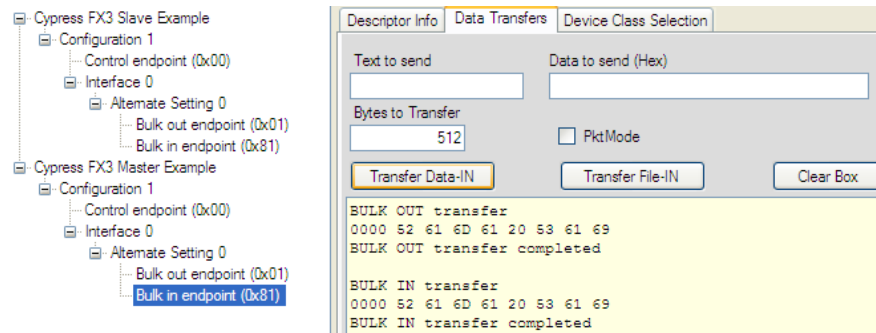 Cypress FX3 Slave Example
Configuration 1
Control endpoint (0x00)
Interface 0
Alternate Setting 0
Bulk out endpoint (0x01)
Bulk in endpoint (0x81)
Cypress FX3 Master Example
Configuration 1
Control endpoint (0x00)
Interface 0
Alternate Setting 0
Bulk out endpoint (0x01)
Bulk in endpoint (0x81)
Descriptor Info Data Transfers Device Class Selection
Text to send Data to send (Hex)
Bytes to Transfer
512 PktMode
Transfer Data-IN Transfer File-IN Clear Box
BULK OUT transfer
0000 52 61 6D 61 20 53 61 69
BULK OUT transfer completed
BULK IN transfer
0000 52 61 6D 61 20 53 61 69
BULK IN transfer completed